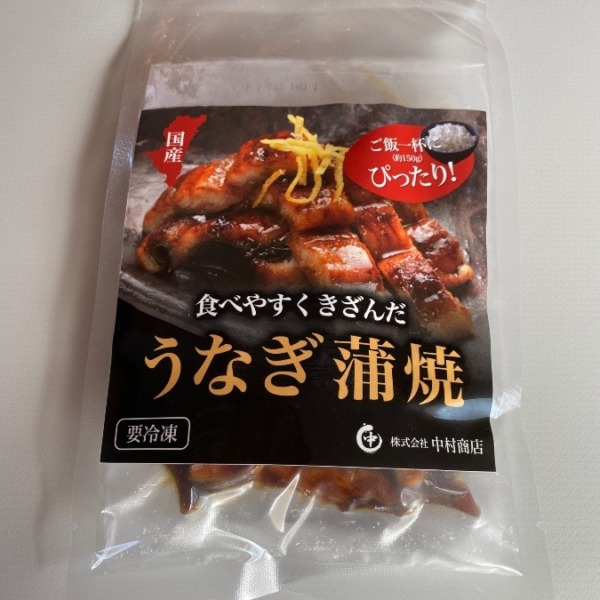 国産
ご飯一杯に
(約150g)
ぴったり!
食べやすくきざんだ
うなぎ蒲焼
要冷凍
中 株式会社 中村商店